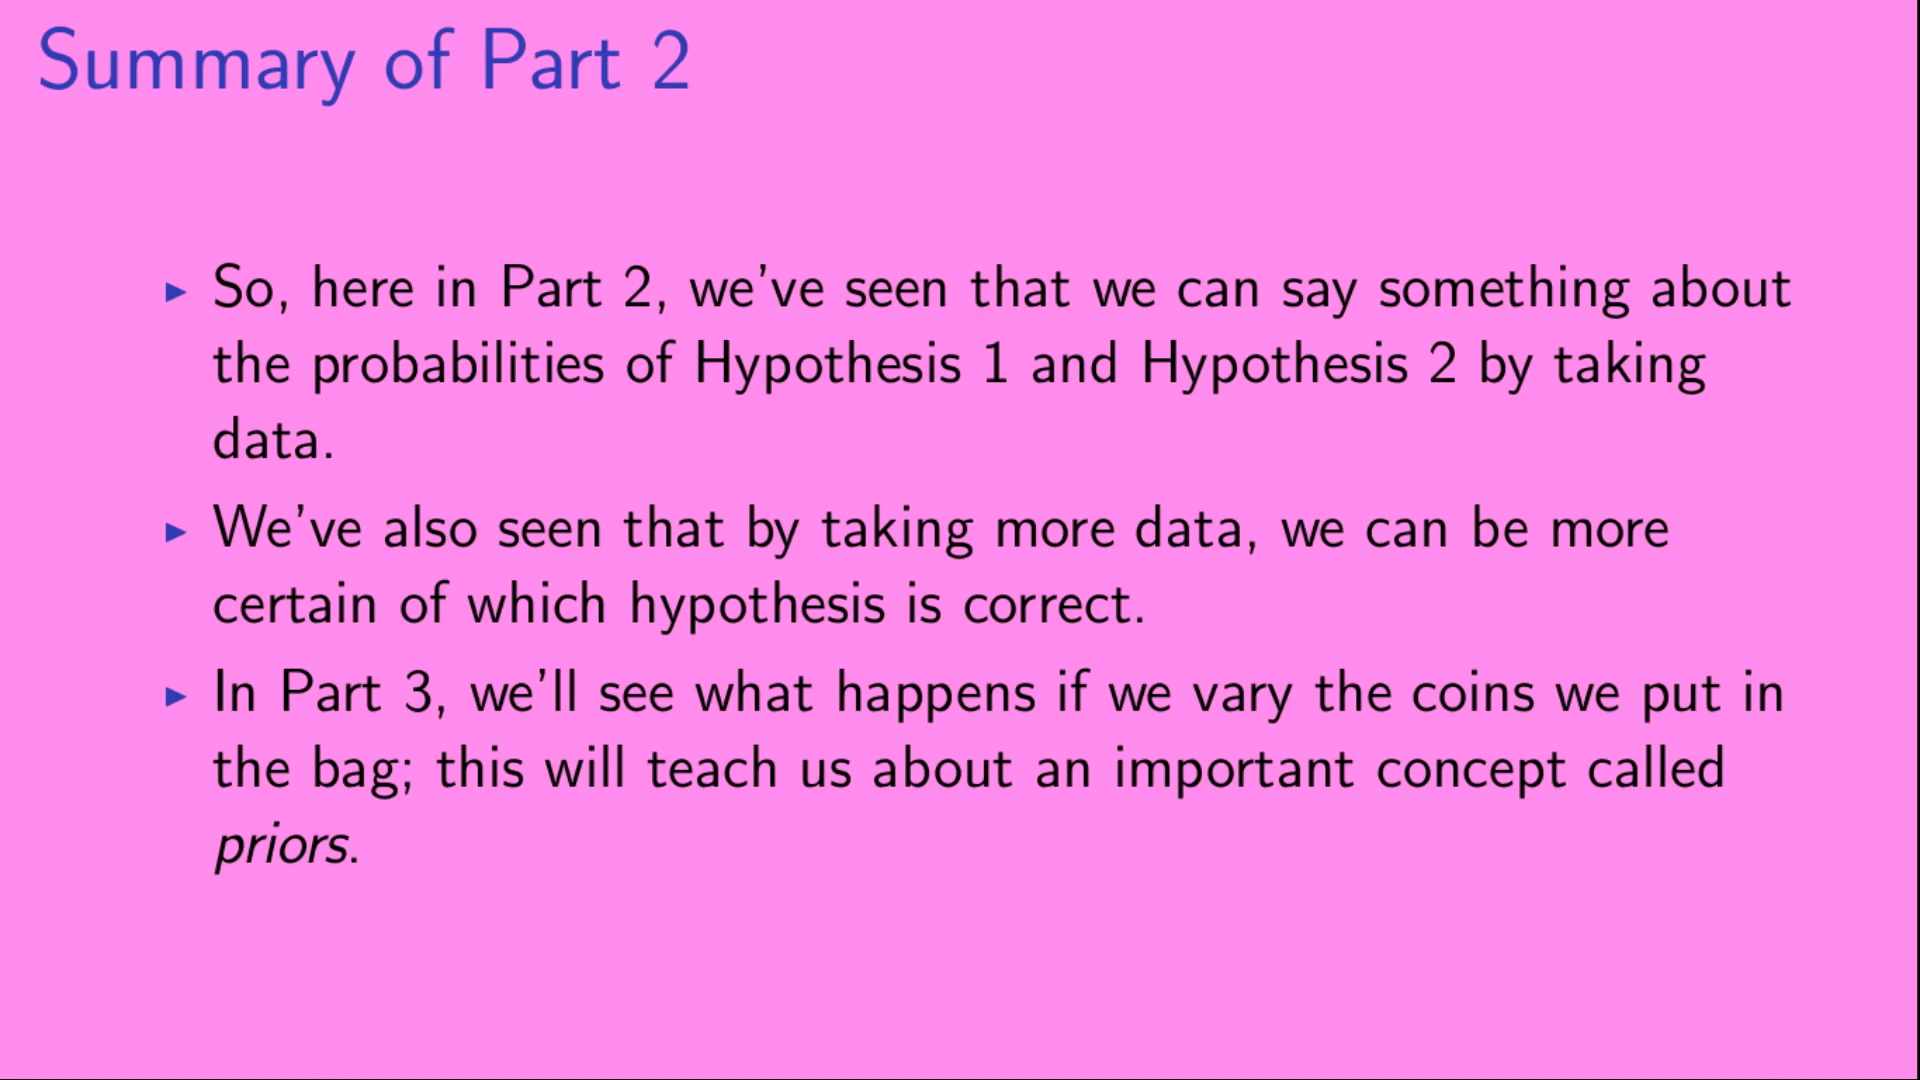 Summary of Part 2
▶ So, here in Part 2, we've seen that we can say something about
the probabilities of Hypothesis 1 and Hypothesis 2 by taking
data.
▶ We've also seen that by taking more data, we can be more
certain of which hypothesis is correct.
▶ In Part 3, we'll see what happens if we vary the coins we put in
the bag; this will teach us about an important concept called
priors.